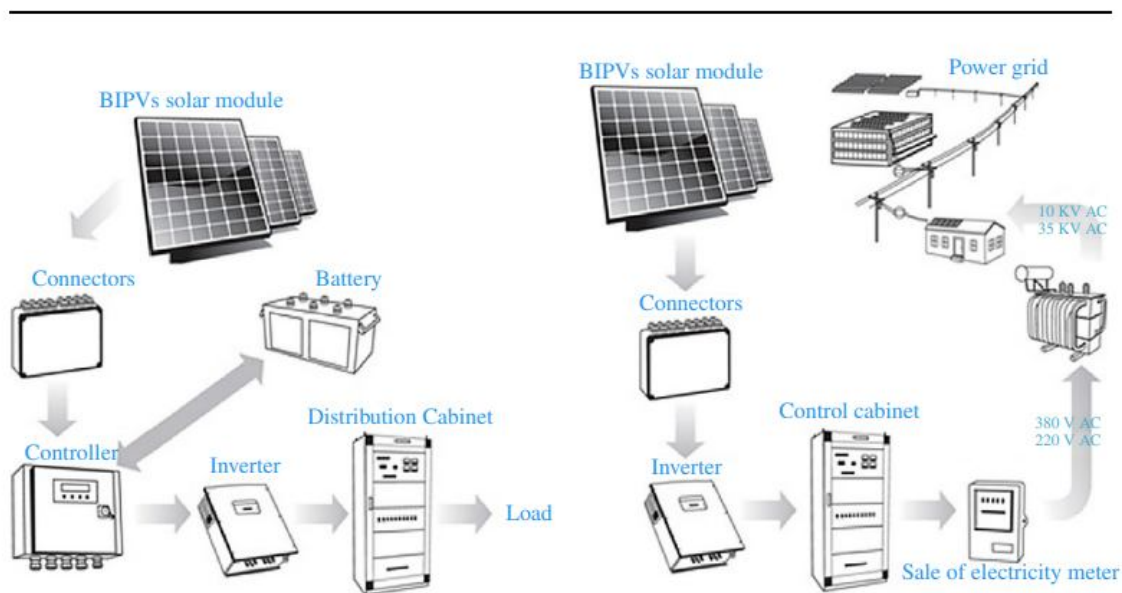 BIPVs solar module
Connectors
Battery
Controller
Inverter
Distribution Cabinet
Load
BIPVs solar module
Power grid
10 KV AC
35 KV AC
Connectors
Control cabinet
380 V AC
220 V AC
Inverter
Sale of electricity meter